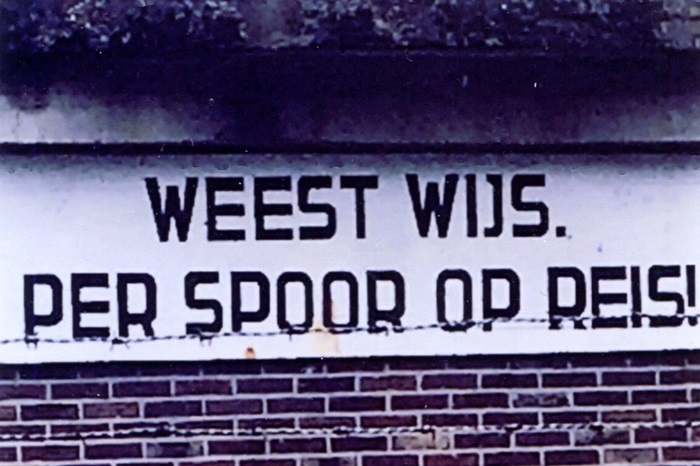 WEEST WIJS.
PER SPOOR OP REIS!